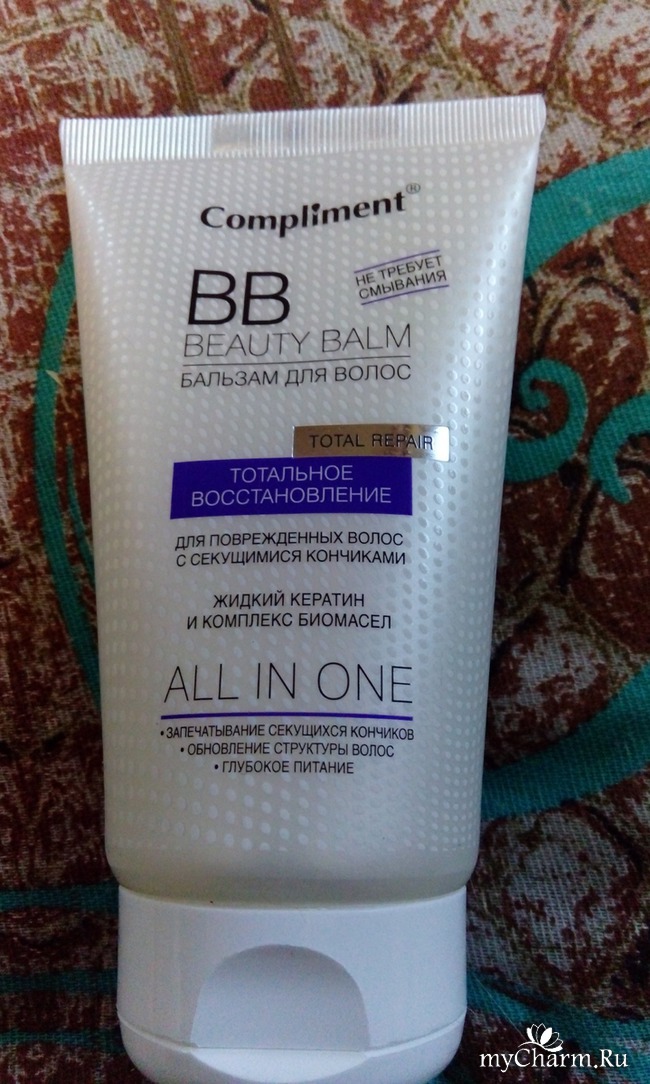 Compliment®
BB
НЕ ТРЕБУЕТ
СМЫВАНИЯ
BEAUTY BALM
БАЛЬЗАМ ДЛЯ ВОЛОС
TOTAL REPAIR
ТОТАЛЬНОЕ
ВОССТАНОВЛЕНИЕ
ДЛЯ ПОВРЕЖДЕННЫХ ВОЛОС
С СЕКУЩИМИСЯ КОНЧИКАМИ
ЖИДКИЙ КЕРАТИН
И КОМПЛЕКС БИОМАСЕЛ
ALL IN ONE
• ЗАПЕЧАТЫВАНИЕ СЕКУЩИХСЯ КОНЧИКОВ
• ОБНОВЛЕНИЕ СТРУКТУРЫ ВОЛОС
• ГЛУБОКОЕ ПИТАНИЕ
myCharm.Ru